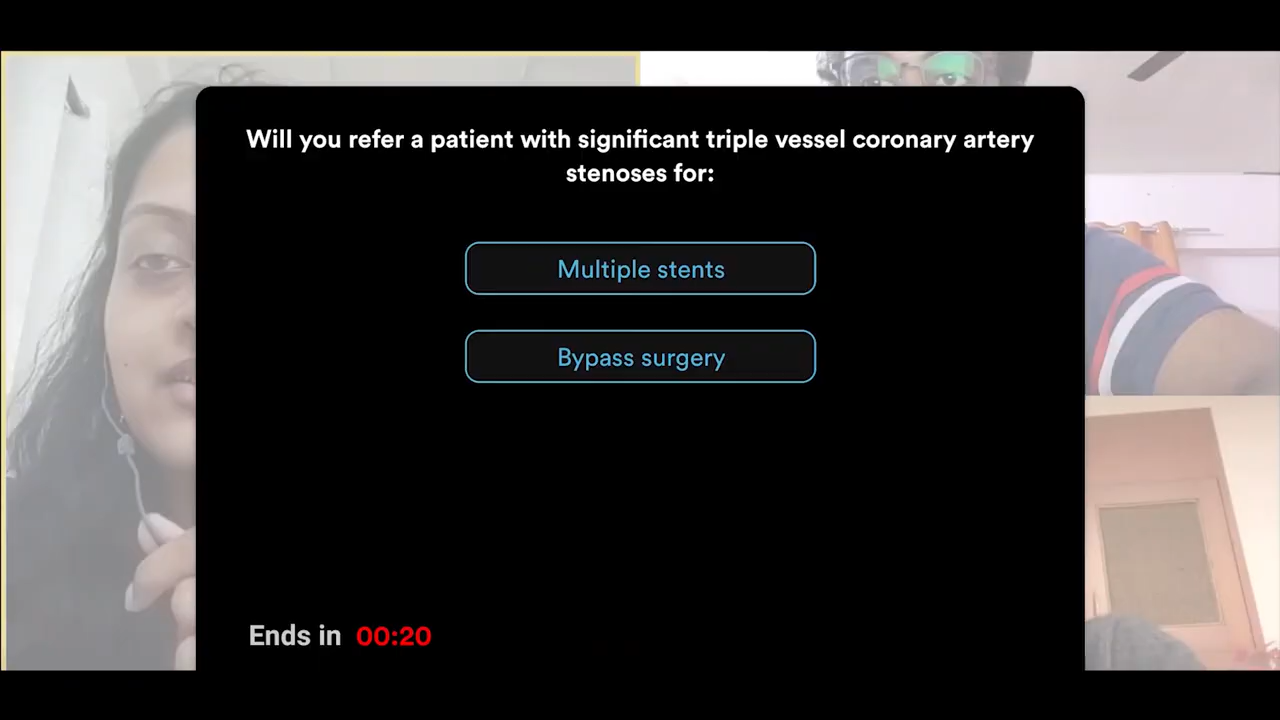 Will you refer a patient with significant triple vessel coronary artery
stenoses for:
Multiple stents
Bypass surgery
Ends in 00:20